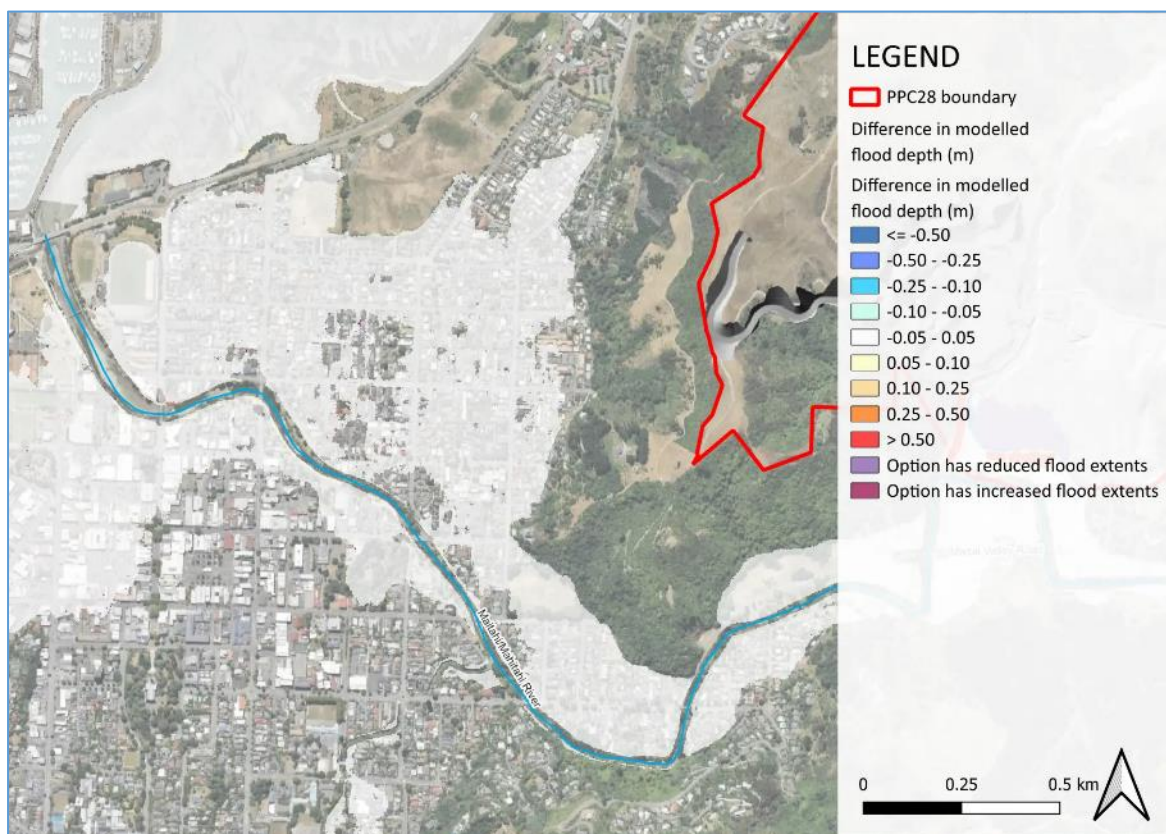 LEGEND
PPC28 boundary
Difference in modelled
flood depth (m)
Difference in modelled
flood depth (m)
<= -0.50
-0.50 - -0.25
-0.25 - -0.10
-0.10 - -0.05
-0.05 - 0.05
0.05 - 0.10
0.10 - 0.25
0.25 - 0.50
> 0.50
Option has reduced flood extents
Option has increased flood extents
Maitahi/Mahitahi River
0 0.25 0.5 km